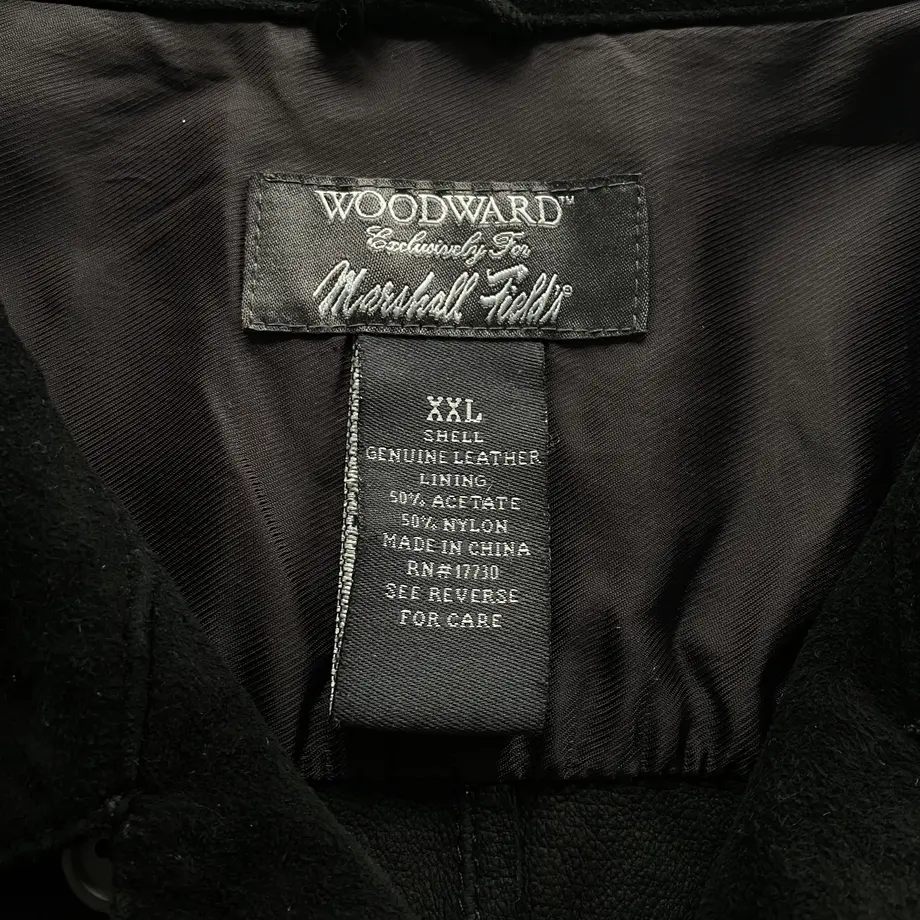 WOODWARD™
Exclusively For
Marshall Field's®
XXL
SHELL
GENUINE LEATHER
LINING
50% ACETATE
50% NYLON
MADE IN CHINA
RN#17730
SEE REVERSE
FOR CARE